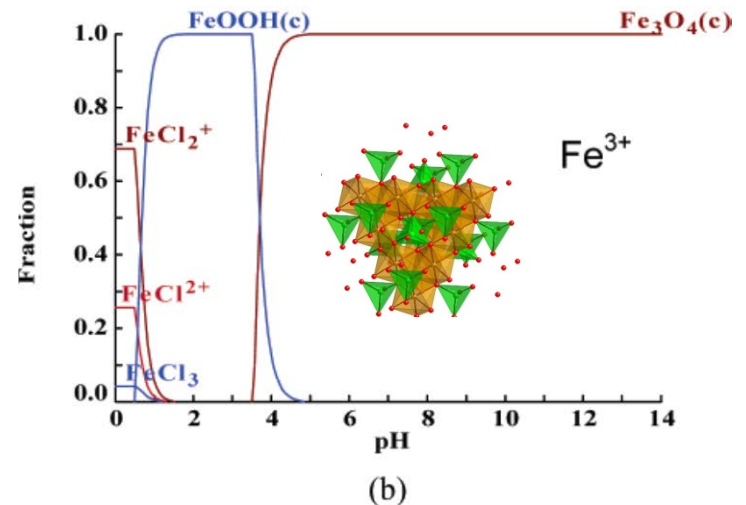 FeOOH(c) Fe₃O₄(c)
1.0
0.8
FeCl₂⁺
Fe³⁺
0.6
0.4
FeCl²⁺
0.2
FeCl₃
0.0
Fraction
0 2 4 6 8 10 12 14
pH
(b)